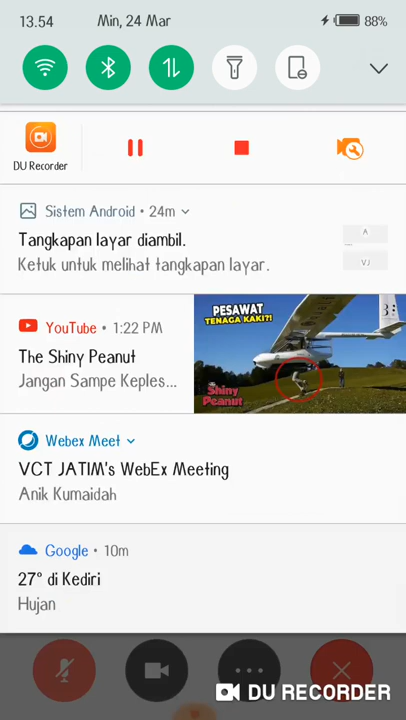 13.54 Min, 24 Mar 88%
DU Recorder
Sistem Android • 24m
Tangkapan layar diambil.
Ketuk untuk melihat tangkapan layar.
A
VJ
YouTube • 1:22 PM
The Shiny Peanut
Jangan Sampe Keples...
PESAWAT
TENAGA KAKI?!
The
Shiny
Peanut
Webex Meet
VCT JATIM's WebEx Meeting
Anik Kumaidah
Google • 10m
27° di Kediri
Hujan
DU RECORDER